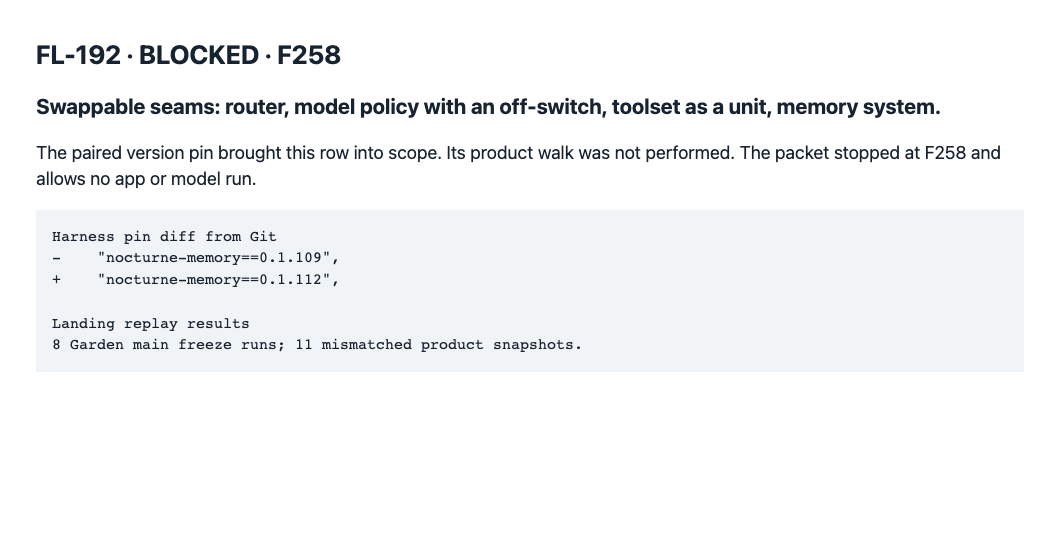 FL-192 · BLOCKED · F258
Swappable seams: router, model policy with an off-switch, toolset as a unit, memory system.
The paired version pin brought this row into scope. Its product walk was not performed. The packet stopped at F258 and
allows no app or model run.
Harness pin diff from Git
-    "nocturne-memory==0.1.109",
+    "nocturne-memory==0.1.112",
Landing replay results
8 Garden main freeze runs; 11 mismatched product snapshots.